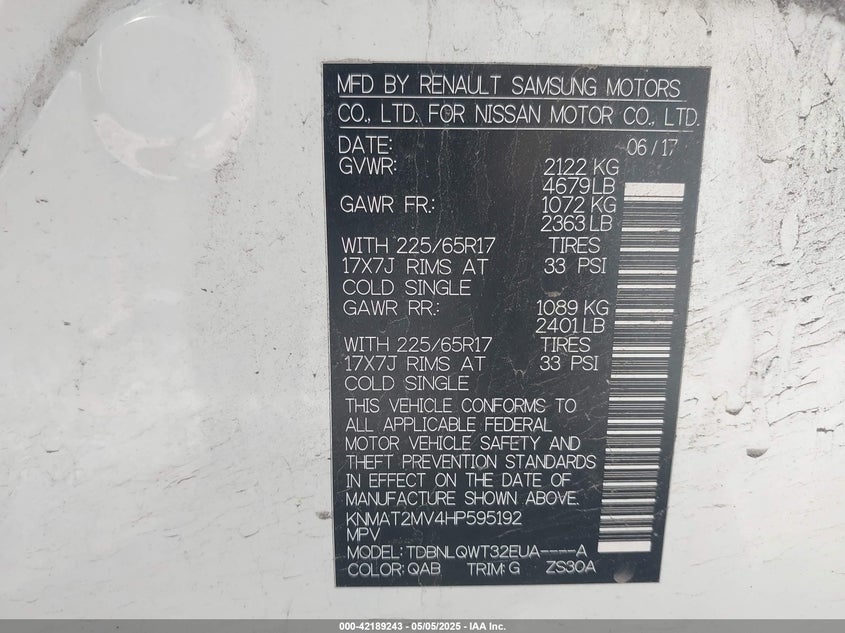 MFD BY RENAULT SAMSUNG MOTORS
CO., LTD. FOR NISSAN MOTOR CO., LTD.
DATE: 06/17
GVWR: 2122 KG
4679LB
GAWR FR.: 1072 KG
2363 LB
WITH 225/65R17 TIRES
17X7J RIMS AT 33 PSI
COLD SINGLE
GAWR RR.: 1089 KG
2401LB
WITH 225/65R17 TIRES
17X7J RIMS AT 33 PSI
COLD SINGLE
THIS VEHICLE CONFORMS TO
ALL APPLICABLE FEDERAL
MOTOR VEHICLE SAFETY AND
THEFT PREVENTION STANDARDS
IN EFFECT ON THE DATE OF
MANUFACTURE SHOWN ABOVE.
KNMAT2MV4HP595192
MPV
MODEL: TDBNLQWT32EUA----A
COLOR: QAB TRIM: G ZS30A
000-42189243 - 05/05/2025 - IAA Inc.